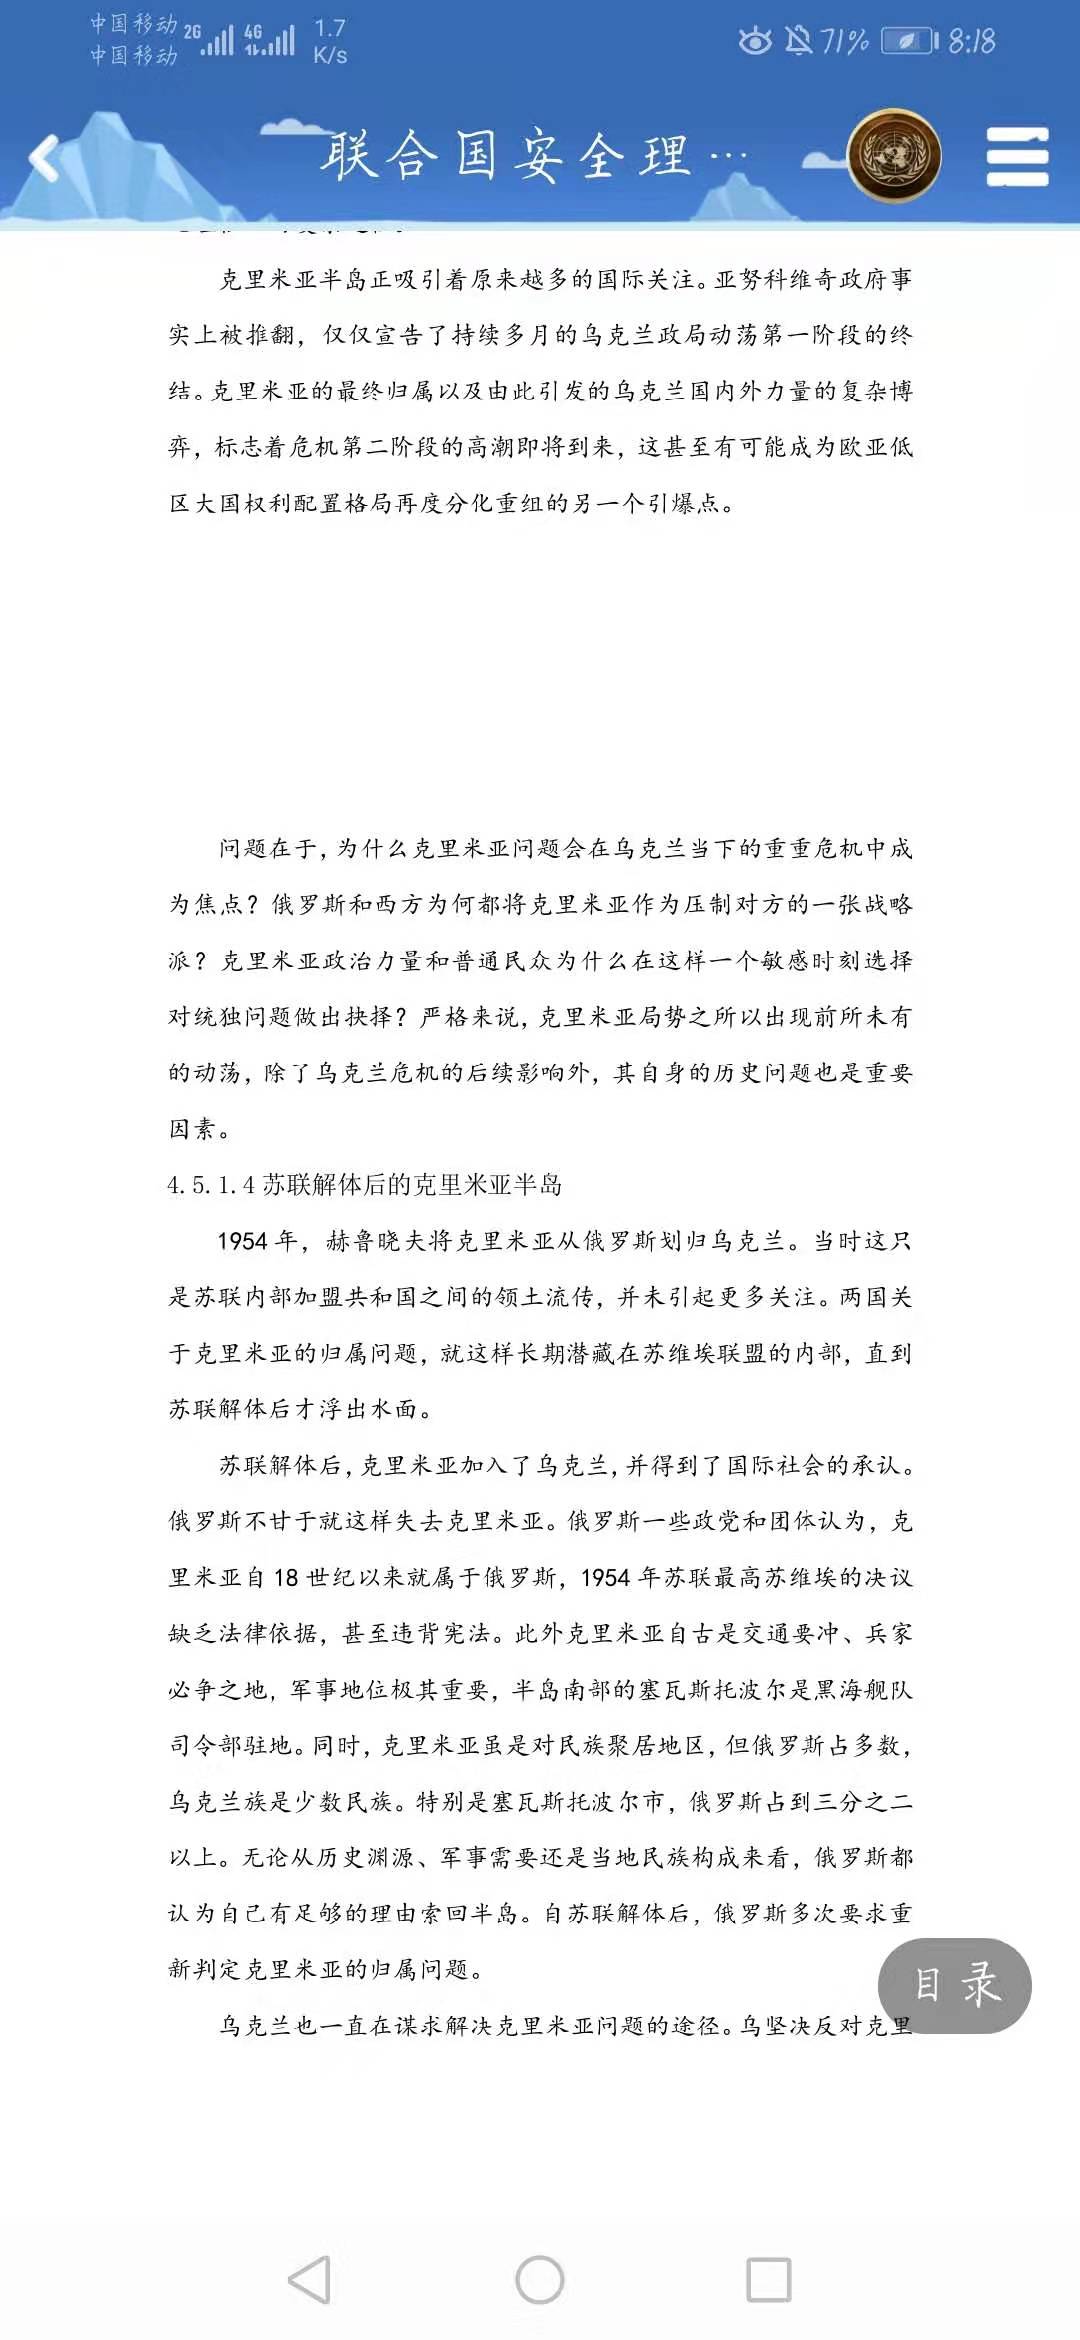 中国移动 2G 4G 1.7
中国移动 K/s
71% 8:18
联合国安全理…
克里米亚半岛正吸引着原来越多的国际关注。亚努科维奇政府事
实上被推翻，仅仅宣告了持续多月的乌克兰政局动荡第一阶段的终
结。克里米亚的最终归属以及由此引发的乌克兰国内外力量的复杂博
弈，标志着危机第二阶段的高潮即将到来，这甚至有可能成为欧亚低
区大国权利配置格局再度分化重组的另一个引爆点。
问题在于，为什么克里米亚问题会在乌克兰当下的重重危机中成
为焦点？俄罗斯和西方为何都将克里米亚作为压制对方的一张战略
派？克里米亚政治力量和普通民众为什么在这样一个敏感时刻选择
对统独问题做出抉择？严格来说，克里米亚局势之所以出现前所未有
的动荡，除了乌克兰危机的后续影响外，其自身的历史问题也是重要
因素。
4.5.1.4 苏联解体后的克里米亚半岛
1954 年，赫鲁晓夫将克里米亚从俄罗斯划归乌克兰。当时这只
是苏联内部加盟共和国之间的领土流传，并未引起更多关注。两国关
于克里米亚的归属问题，就这样长期潜藏在苏维埃联盟的内部，直到
苏联解体后才浮出水面。
苏联解体后，克里米亚加入了乌克兰，并得到了国际社会的承认。
俄罗斯不甘于就这样失去克里米亚。俄罗斯一些政党和团体认为，克
里米亚自 18 世纪以来就属于俄罗斯，1954 年苏联最高苏维埃的决议
缺乏法律依据，甚至违背宪法。此外克里米亚自古是交通要冲、兵家
必争之地，军事地位极其重要，半岛南部的塞瓦斯托波尔是黑海舰队
司令部驻地。同时，克里米亚虽是对民族聚居地区，但俄罗斯占多数，
乌克兰族是少数民族。特别是塞瓦斯托波尔市，俄罗斯占到三分之二
以上。无论从历史渊源、军事需要还是当地民族构成来看，俄罗斯都
认为自己有足够的理由索回半岛。自苏联解体后，俄罗斯多次要求重
新判定克里米亚的归属问题。
目录
乌克兰也一直在谋求解决克里米亚问题的途径。乌坚决反对克里